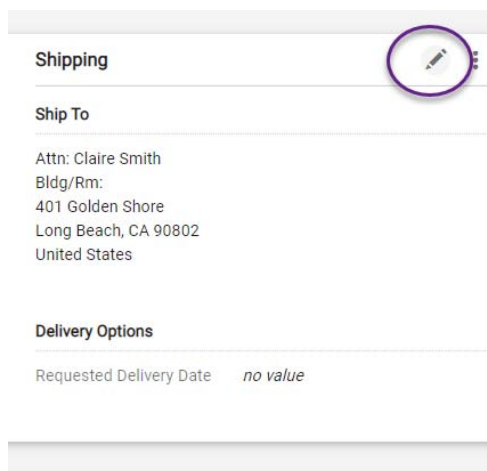 Shipping
Ship To
Attn: Claire Smith
Bldg/Rm:
401 Golden Shore
Long Beach, CA 90802
United States
Delivery Options
Requested Delivery Date no value